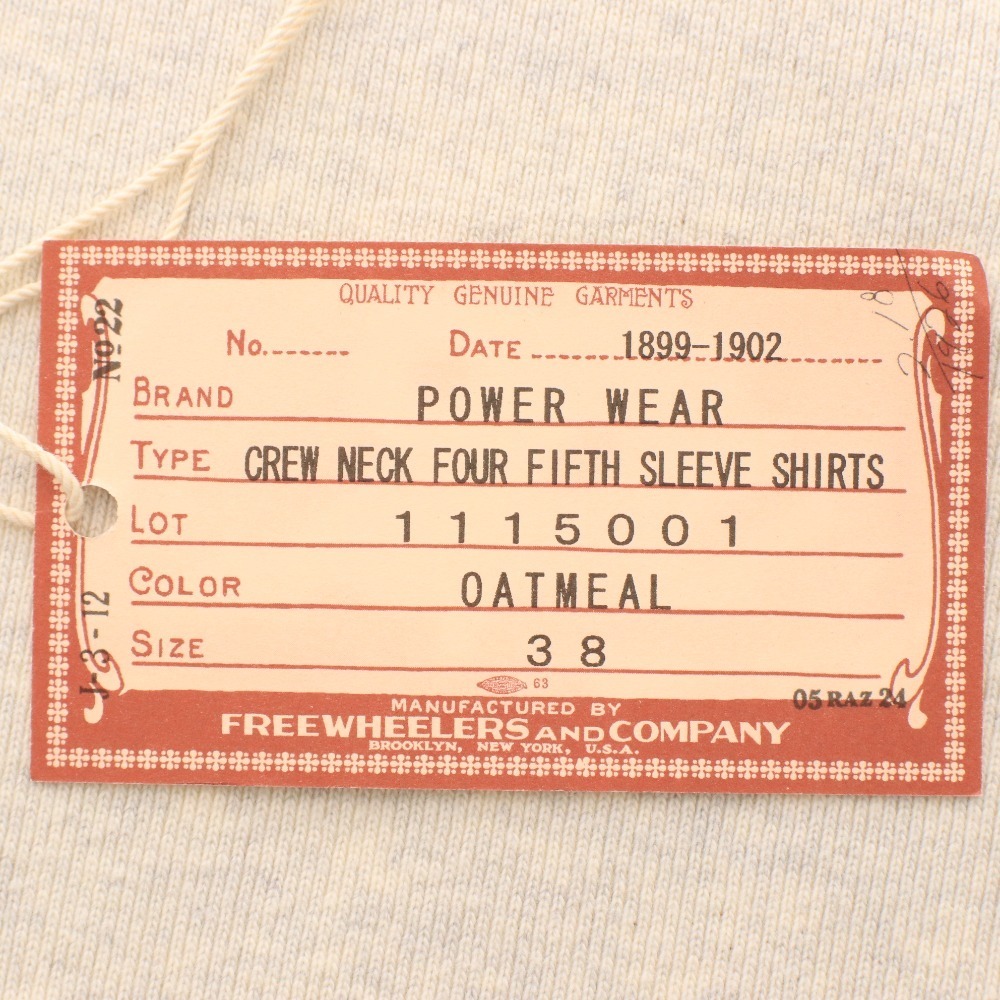 QUALITY GENUINE GARMENTS
No.
DATE 1899-1902
BRAND POWER WEAR
TYPE CREW NECK FOUR FIFTH SLEEVE SHIRTS
LOT 1115001
COLOR OATMEAL
SIZE 38
63
MANUFACTURED BY
FREEWHEELERS AND COMPANY
BROOKLYN, NEW YORK, U.S.A.
No 22
J-3-12
05 RAZ 24